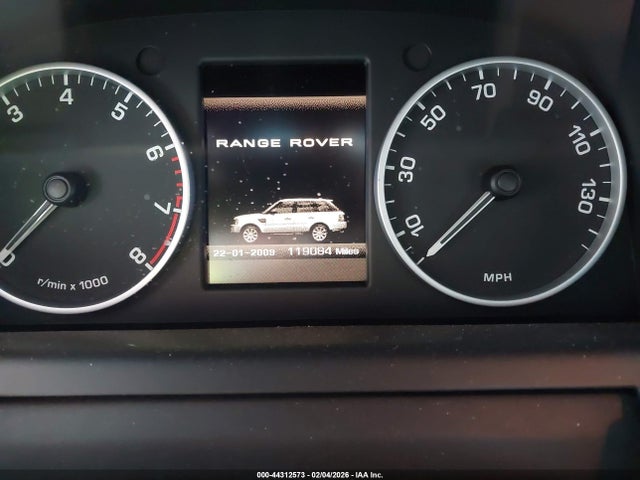 3 4 5 6 7 8 0
r/min x 1000
RANGE ROVER
22-01-2009 119084 Miles
10 30 50 70 90 110 130
MPH
000-44312573 - 02/04/2026 - IAA Inc.